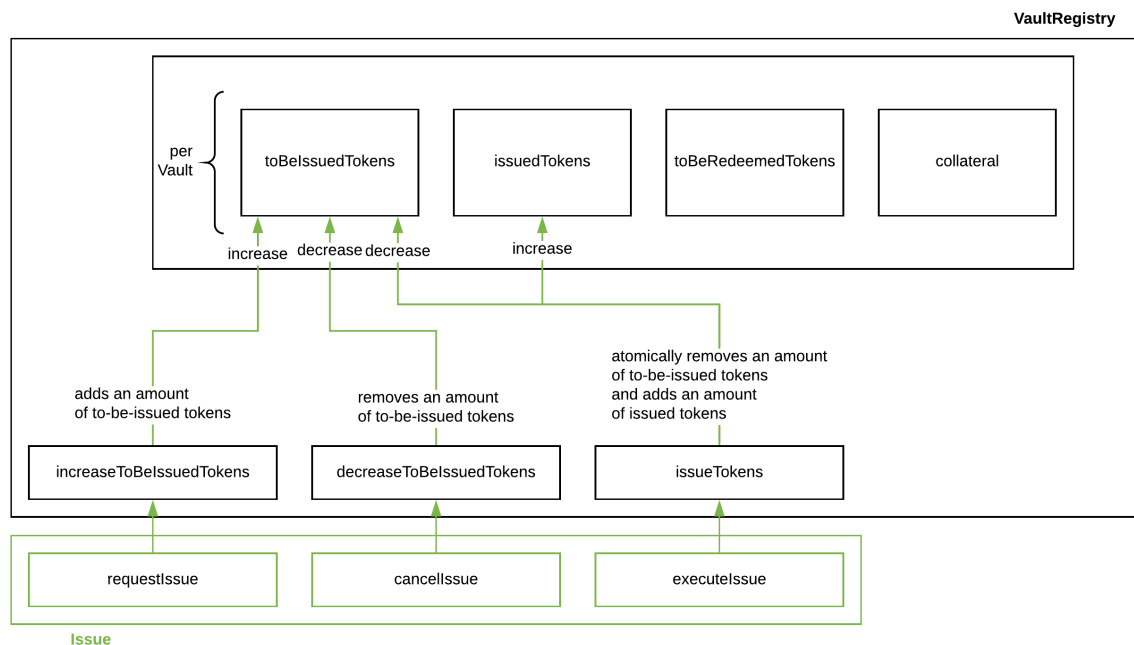 VaultRegistry
per
Vault
toBeIssuedTokens
issuedTokens
toBeRedeemedTokens
collateral
increase
decrease
decrease
increase
adds an amount
of to-be-issued tokens
removes an amount
of to-be-issued tokens
atomically removes an amount
of to-be-issued tokens
and adds an amount
of issued tokens
increaseToBeIssuedTokens
decreaseToBeIssuedTokens
issueTokens
requestIssue
cancelIssue
executeIssue
Issue